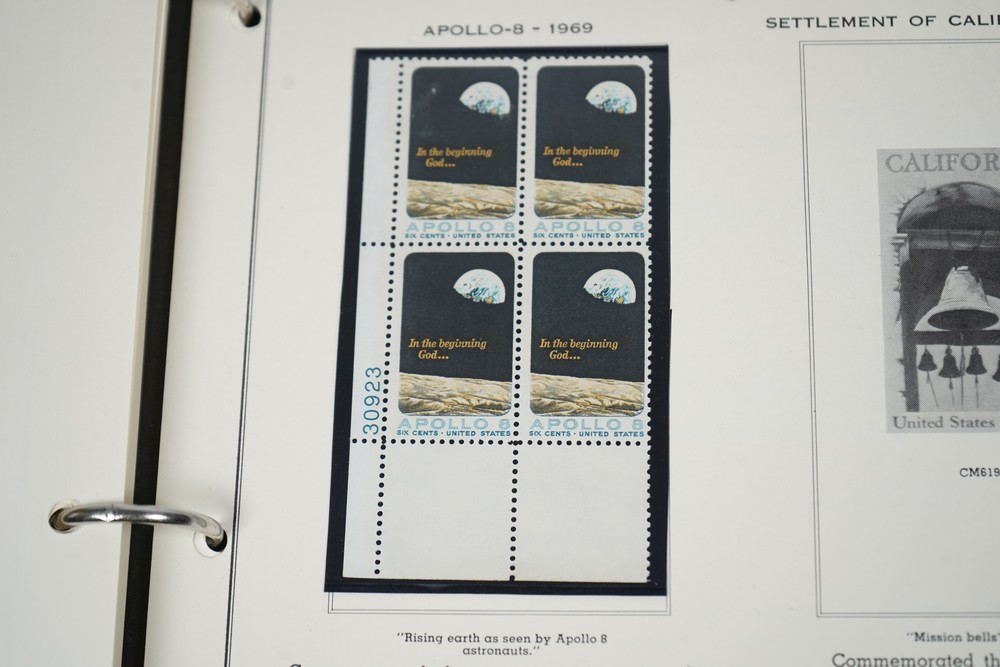 APOLLO-8 - 1969
In the beginning
God...
APOLLO 8
SIX CENTS · UNITED STATES
In the beginning
God...
APOLLO 8
SIX CENTS · UNITED STATES
In the beginning
God...
APOLLO 8
SIX CENTS · UNITED STATES
In the beginning
God...
APOLLO 8
SIX CENTS · UNITED STATES
30923
"Rising earth as seen by Apollo 8
astronauts."
SETTLEMENT OF CALI
CALIFOR
United States
CM619
"Mission bells"
Commemorated th